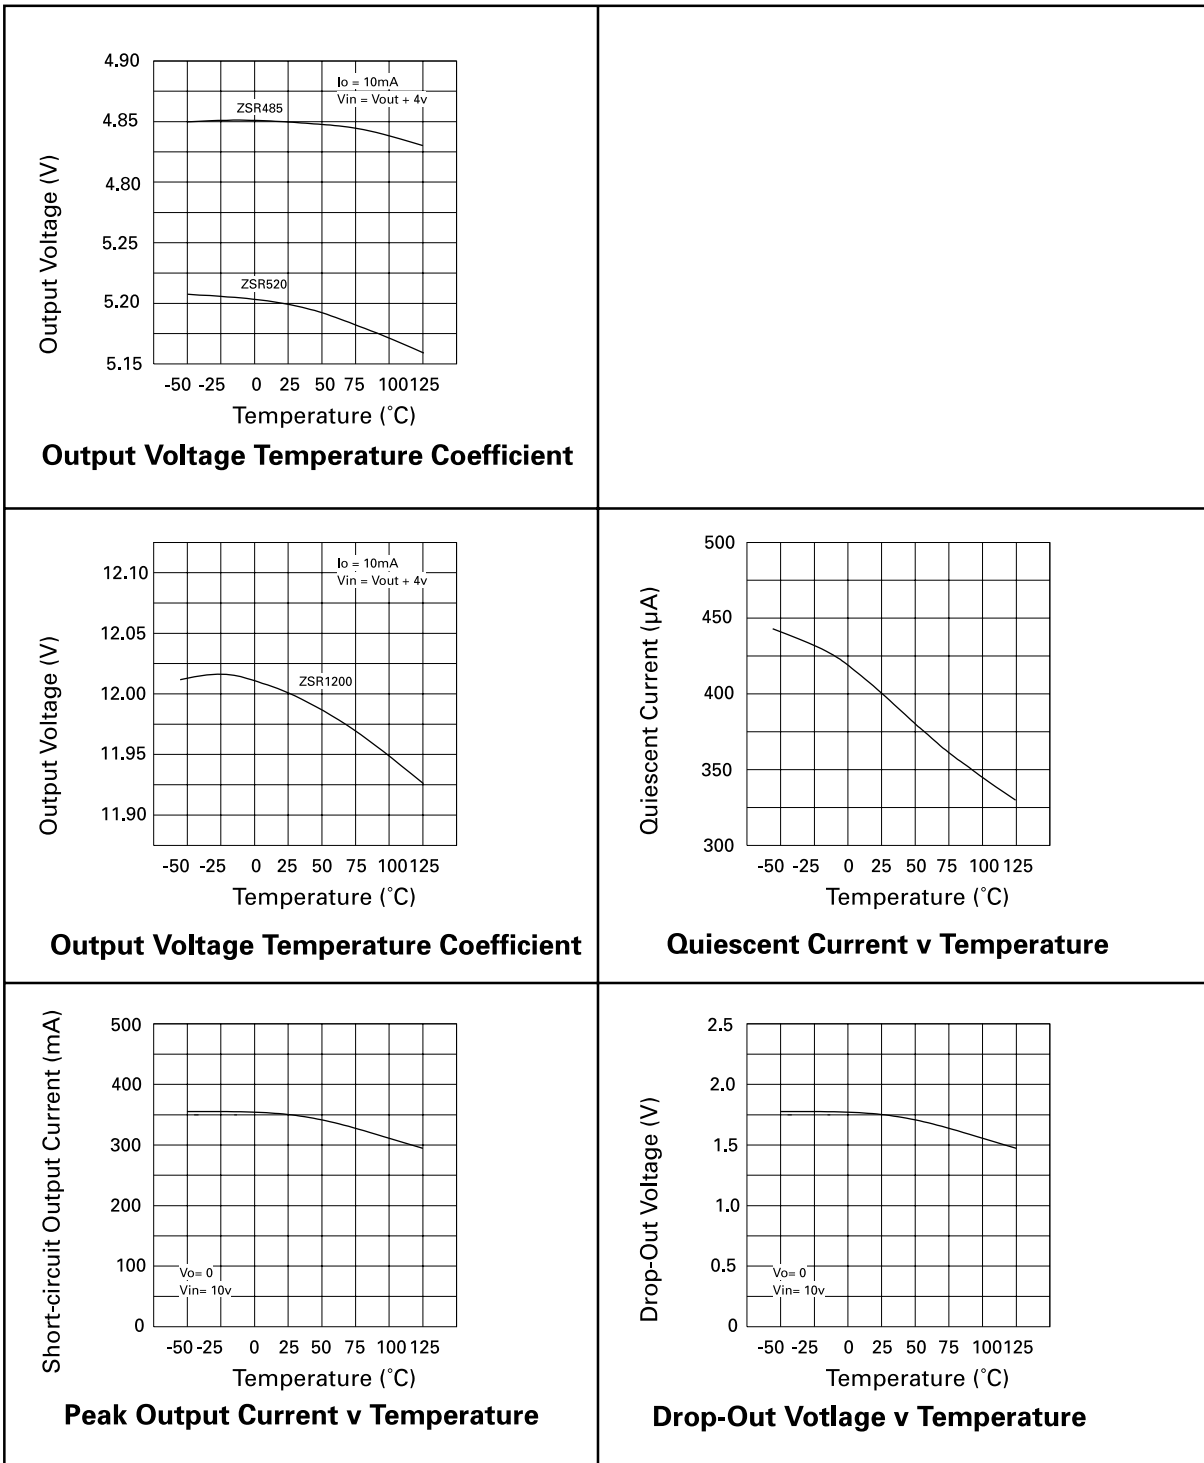 4.90
4.85
4.80
5.25
5.20
5.15
Output Voltage (V)
Io = 10mA
Vin = Vout + 4v
ZSR485
ZSR520
-50 -25 0 25 50 75 100 125
Temperature (˚C)
Output Voltage Temperature Coefficient
12.10
12.05
12.00
11.95
11.90
Output Voltage (V)
Io = 10mA
Vin = Vout + 4v
ZSR1200
-50 -25 0 25 50 75 100 125
Temperature (˚C)
Output Voltage Temperature Coefficient
500
450
400
350
300
Quiescent Current (µA)
-50 -25 0 25 50 75 100 125
Temperature (˚C)
Quiescent Current v Temperature
500
400
300
200
100
0
Short-circuit Output Current (mA)
Vo= 0
Vin= 10v
-50 -25 0 25 50 75 100 125
Temperature (˚C)
Peak Output Current v Temperature
2.5
2.0
1.5
1.0
0.5
0
Drop-Out Voltage (V)
Vo= 0
Vin= 10v
-50 -25 0 25 50 75 100 125
Temperature (˚C)
Drop-Out Votlage v Temperature